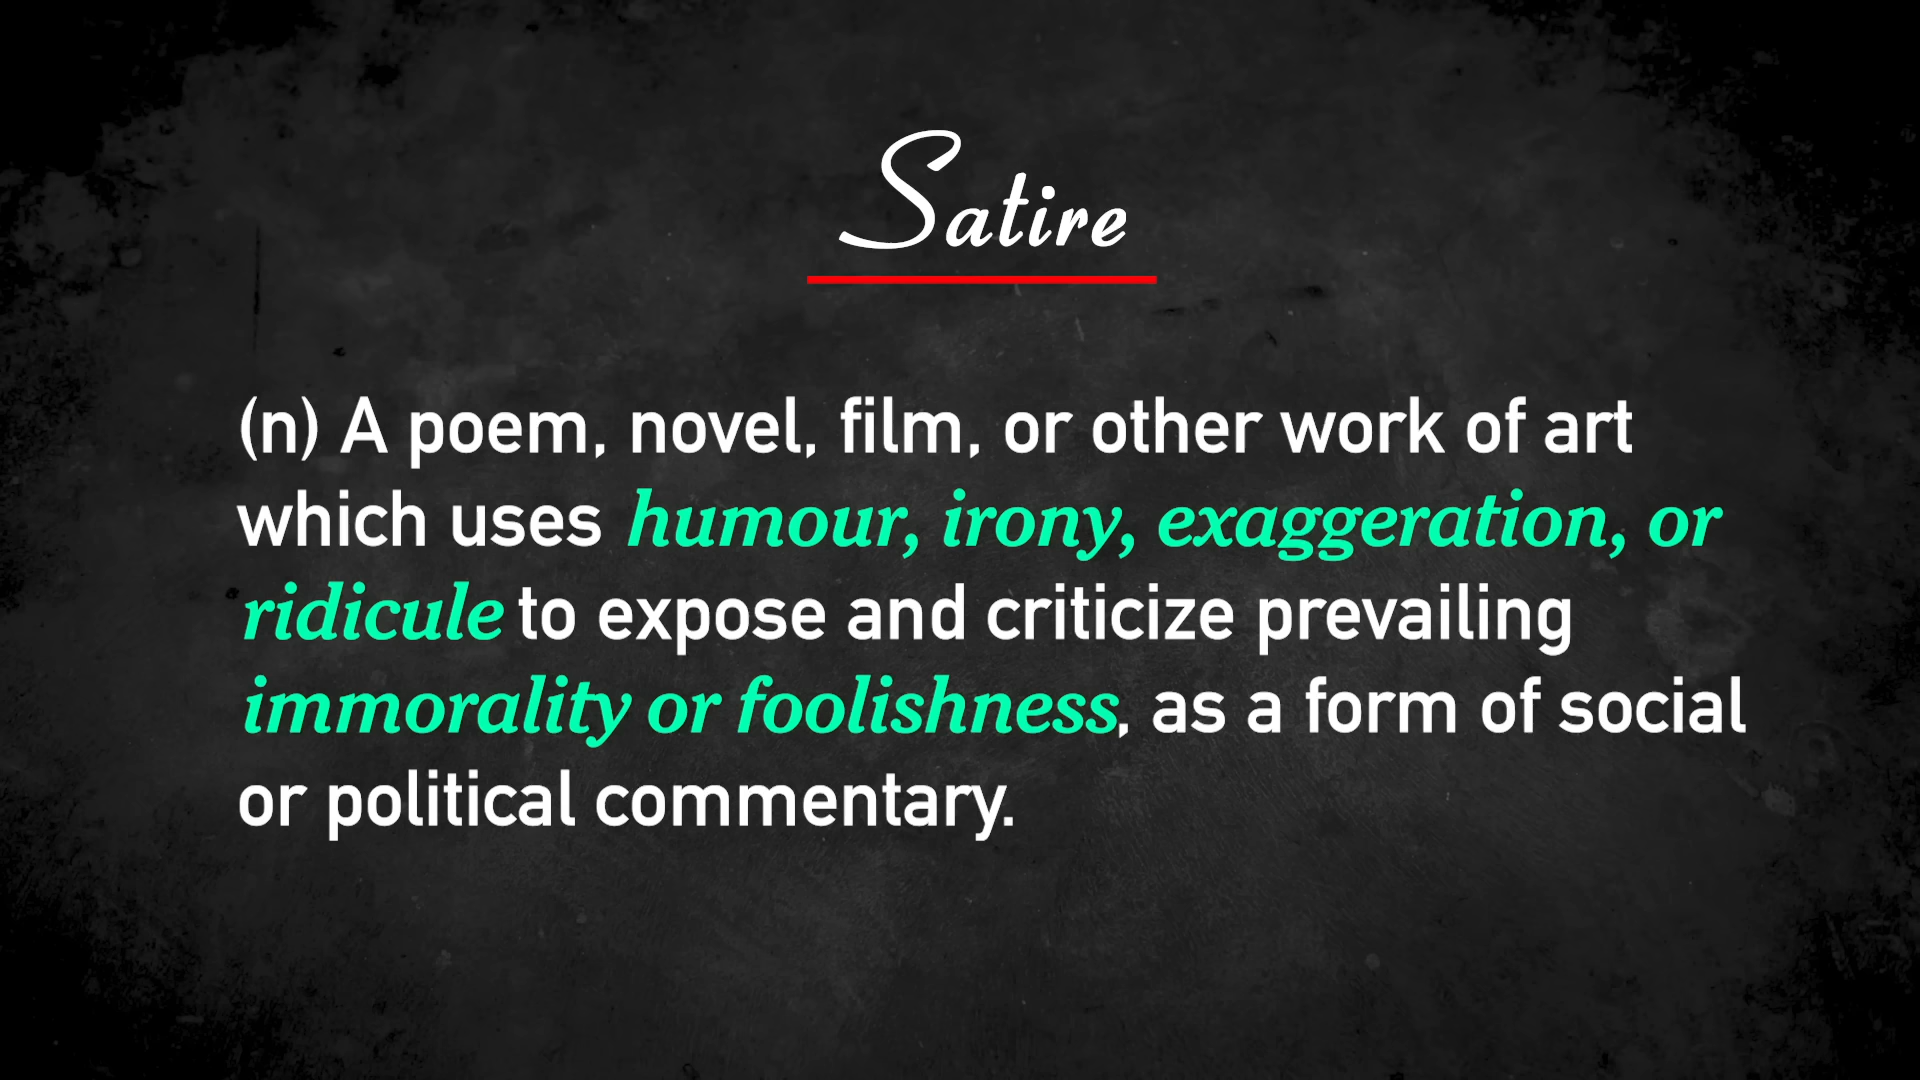 Satire
(n) A poem, novel, film, or other work of art
which uses humour, irony, exaggeration, or
ridicule to expose and criticize prevailing
immorality or foolishness, as a form of social
or political commentary.